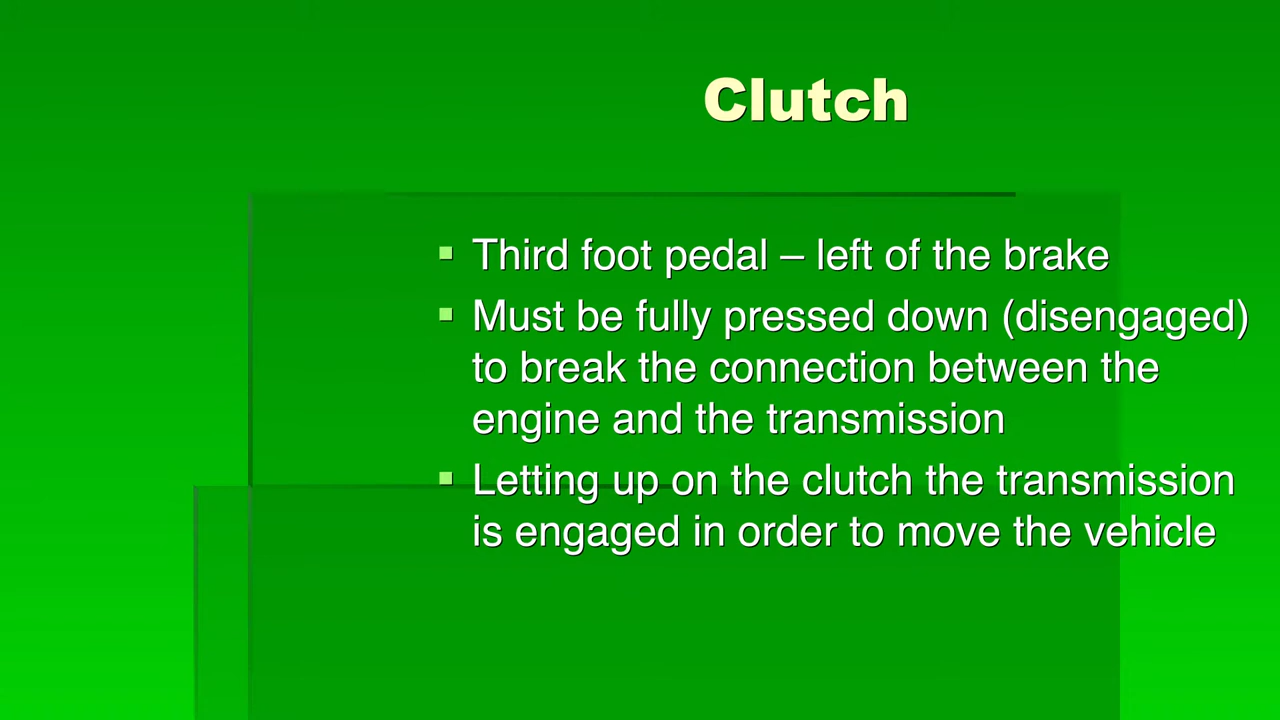 Clutch
Third foot pedal – left of the brake
Must be fully pressed down (disengaged)
to break the connection between the
engine and the transmission
Letting up on the clutch the transmission
is engaged in order to move the vehicle